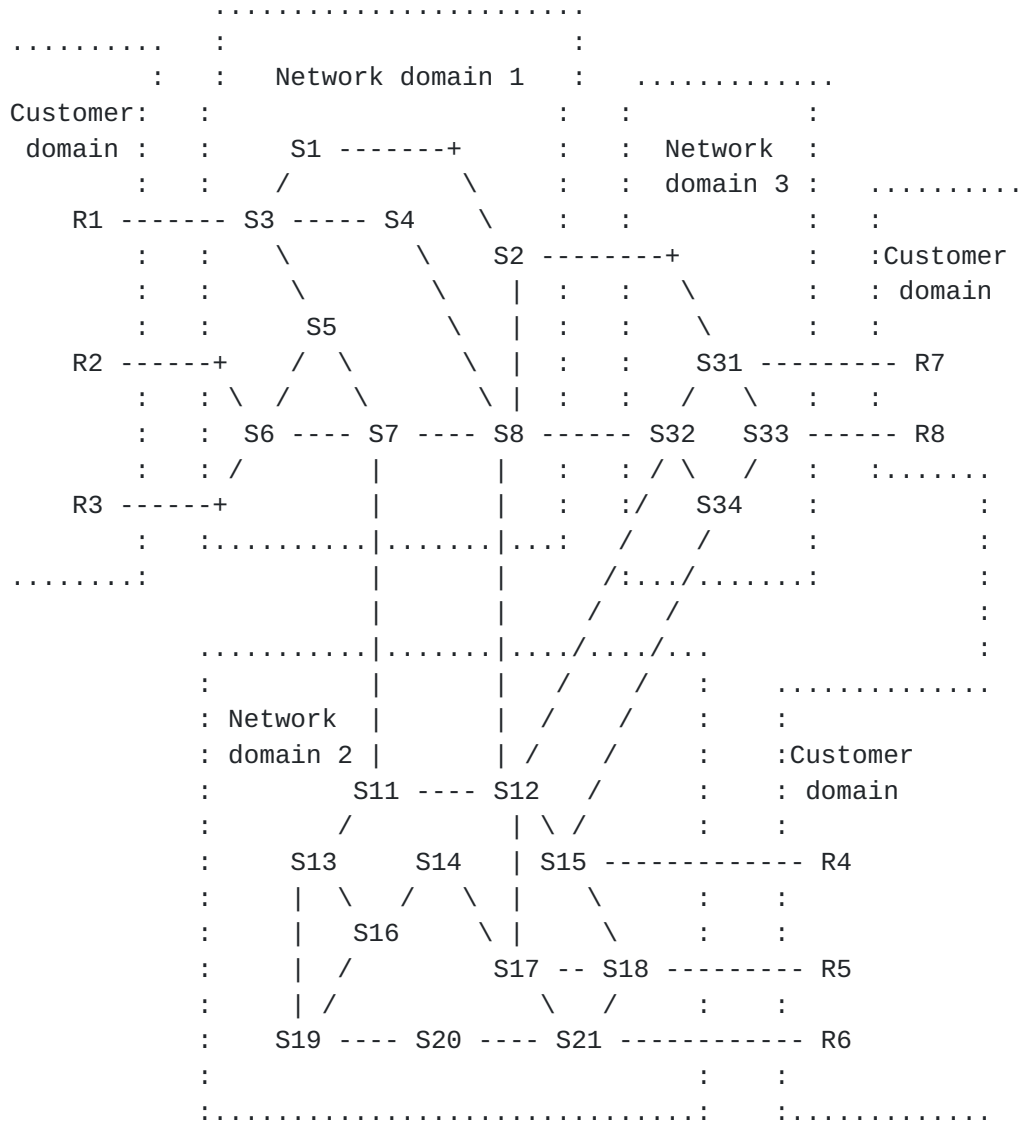 Network domain 1
Customer
domain
S1
Network
domain 3
R1 S3 S4
S2
Customer
domain
S5
R2
S31 R7
S6 S7 S8 S32 S33 R8
R3
S34
Network
domain 2
Customer
domain
S11 S12
S13 S14 S15 R4
S16
S17 S18 R5
S19 S20 S21 R6